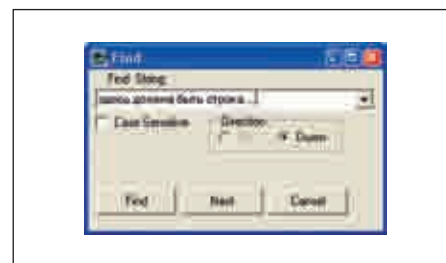 Find
Find String:
здесь должна быть строка ...
Case Sensitive
Direction
Down
Find
Next
Cancel